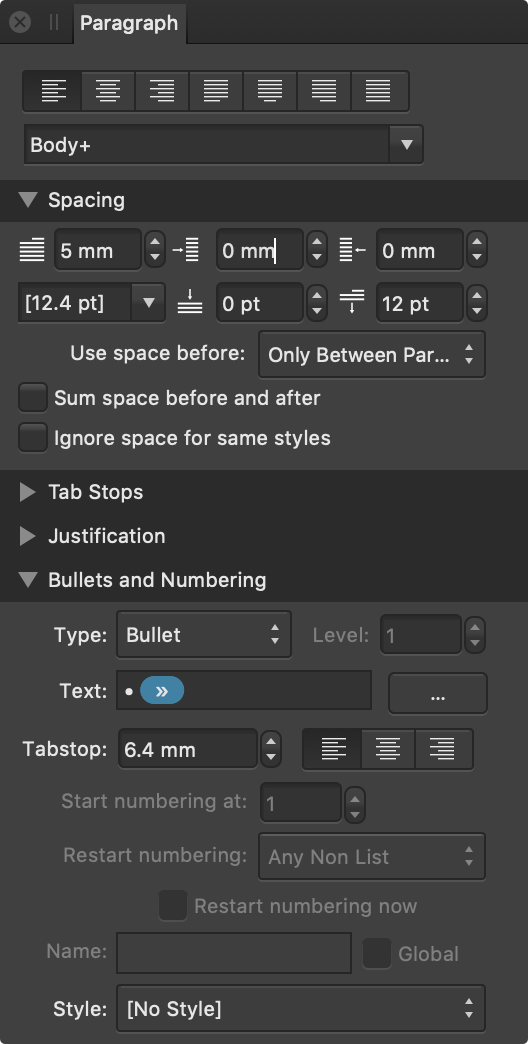 Paragraph
Body+
Spacing
5 mm 0 mm 0 mm
[12.4 pt] 0 pt 12 pt
Use space before: Only Between Par...
Sum space before and after
Ignore space for same styles
Tab Stops
Justification
Bullets and Numbering
Type: Bullet Level: 1
Text: • » ...
Tabstop: 6.4 mm
Start numbering at: 1
Restart numbering: Any Non List
Restart numbering now
Name: Global
Style: [No Style]